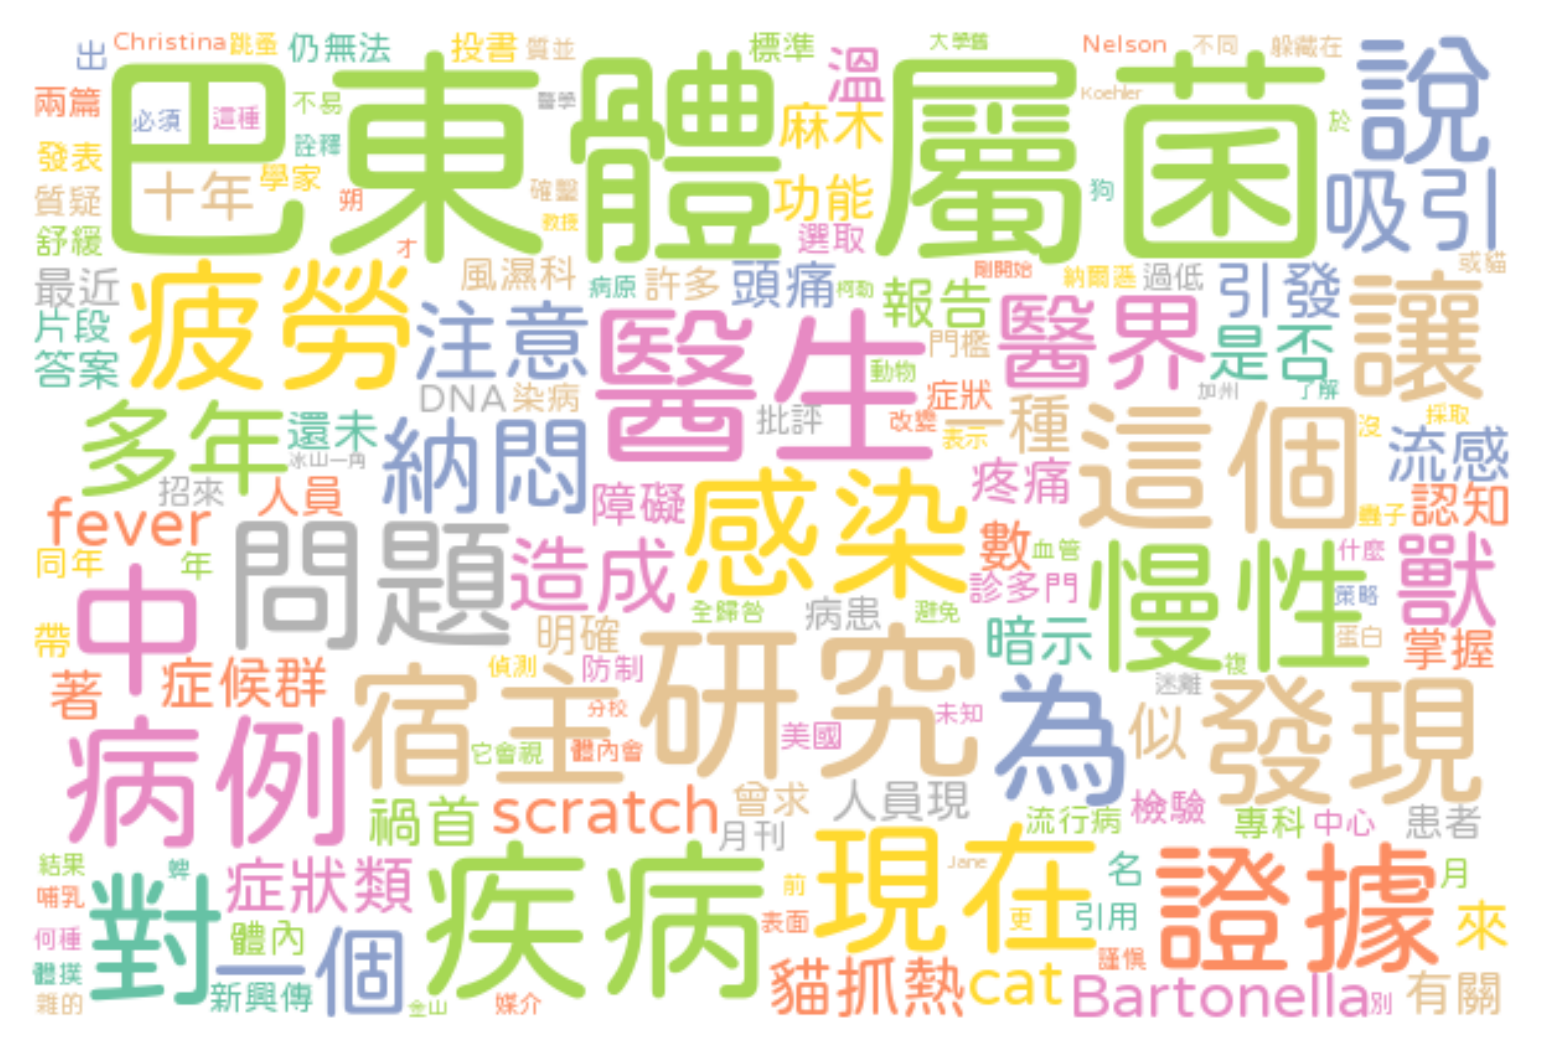 出
Christina
跳蚤
仍無法
投書
質並
標準
溫
大學舊
Nelson
不同
躲藏在
說
兩篇
巴東體屬菌
必須
這種
不易
醫學
麻木
Koehler
於
發表
詮釋
十年
學家
質疑
朔
確鑿
教授
功能
狗
吸引
舒緩
才
選取
最近
疲勞
風濕科
病原
許多
頭痛
柯勒
報告
剛開始
納爾遜
過低
引發
或貓
片段
注意
醫生
醫界
讓
答案
門檻
是否
動物
DNA
染病
症狀
加州
了解
多年
還未
納悶
批評
改變
一種
表示
這個
沒
採取
流感
冰山一角
招來
人員
fever
障礙
感染
疼痛
蝨子
認知
問題
數
血管
慢性
什麼
獸
同年
年
造成
診多門
策略
中
全歸咎
病患
避免
帶
明確
暗示
蛋白
掌握
著
症候群
偵測
防制
研究
複
迷離
宿主
分校
未知
為
似
發現
病例
它會視
體內會
美國
禍首
scratch
曾求
人員現
月刊
流行病
檢驗
專科
中心
患者
結果
蜱
對
症狀類
疾病
現在
Jane
名
證據
月
哺乳
前
表面
更
引用
來
何種
體內
一個
貓抓熱
cat
謹慎
體摸
新興傳
Bartonella
別
有關
雜的
金山
媒介